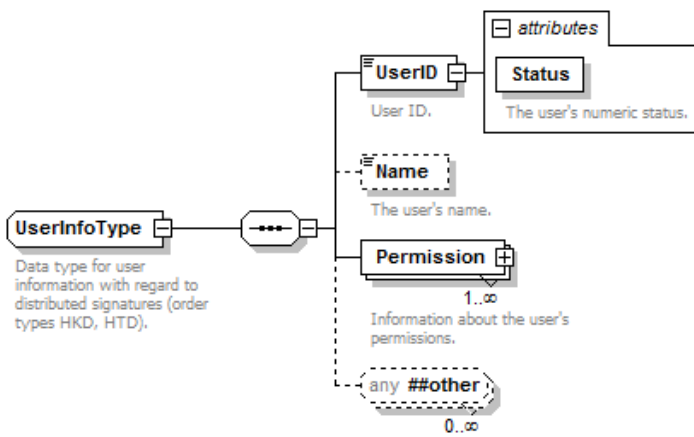 attributes
UserID
Status
User ID.
The user's numeric status.
Name
The user's name.
UserInfoType
Data type for user
information with regard to
distributed signatures (order
types HKD, HTD).
Permission
1..∞
Information about the user's
permissions.
any ##other
0..∞